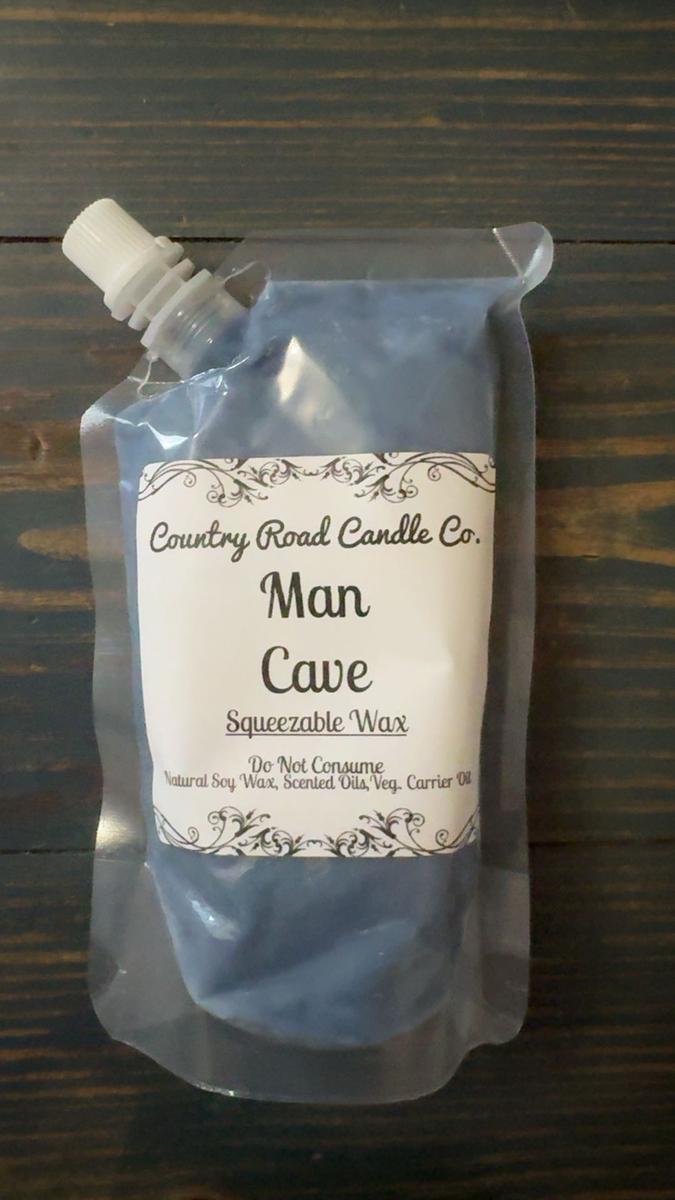 Country Road Candle Co.
Man
Cave
Squeezable Wax
Do Not Consume
Natural Soy Wax, Scented Oils,Veg. Carrier Oil